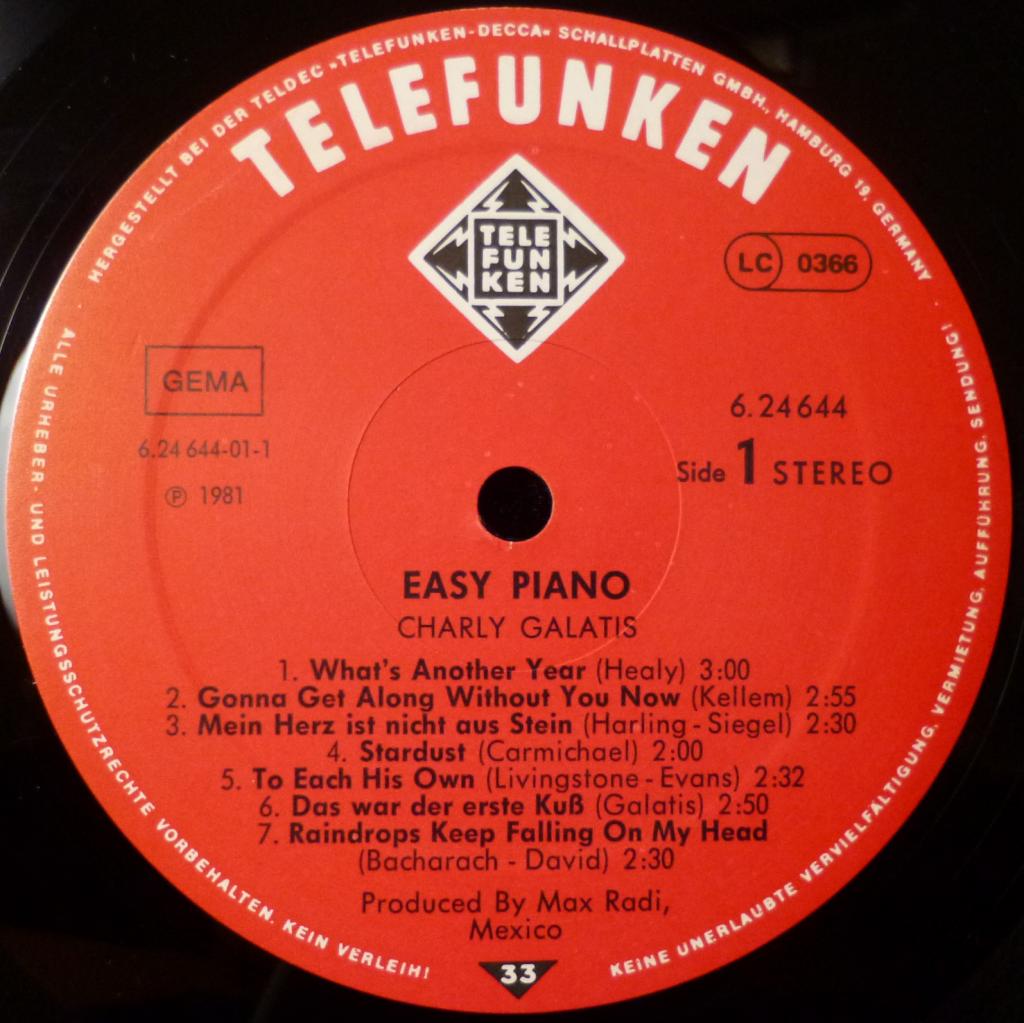 HERGESTELLT BEI DER TELDEC »TELEFUNKEN-DECCA« SCHALLPLATTEN GMBH., HAMBURG 19, GERMANY
TELEFUNKEN
TELE
FUN
KEN
LC 0366
GEMA
6.24 644-01-1
℗ 1981
6.24644
Side 1 STEREO
EASY PIANO
CHARLY GALATIS
1. What's Another Year (Healy) 3:00
2. Gonna Get Along Without You Now (Kellem) 2:55
3. Mein Herz ist nicht aus Stein (Harling - Siegel) 2:30
4. Stardust (Carmichael) 2:00
5. To Each His Own (Livingstone - Evans) 2:32
6. Das war der erste Kuß (Galatis) 2:50
7. Raindrops Keep Falling On My Head
(Bacharach - David) 2:30
Produced By Max Radi,
Mexico
33
ALLE URHEBER- UND LEISTUNGSSCHUTZRECHTE VORBEHALTEN. KEIN VERLEIH!
KEINE UNERLAUBTE VERVIELFÄLTIGUNG, VERMIETUNG, AUFFÜHRUNG, SENDUNG!